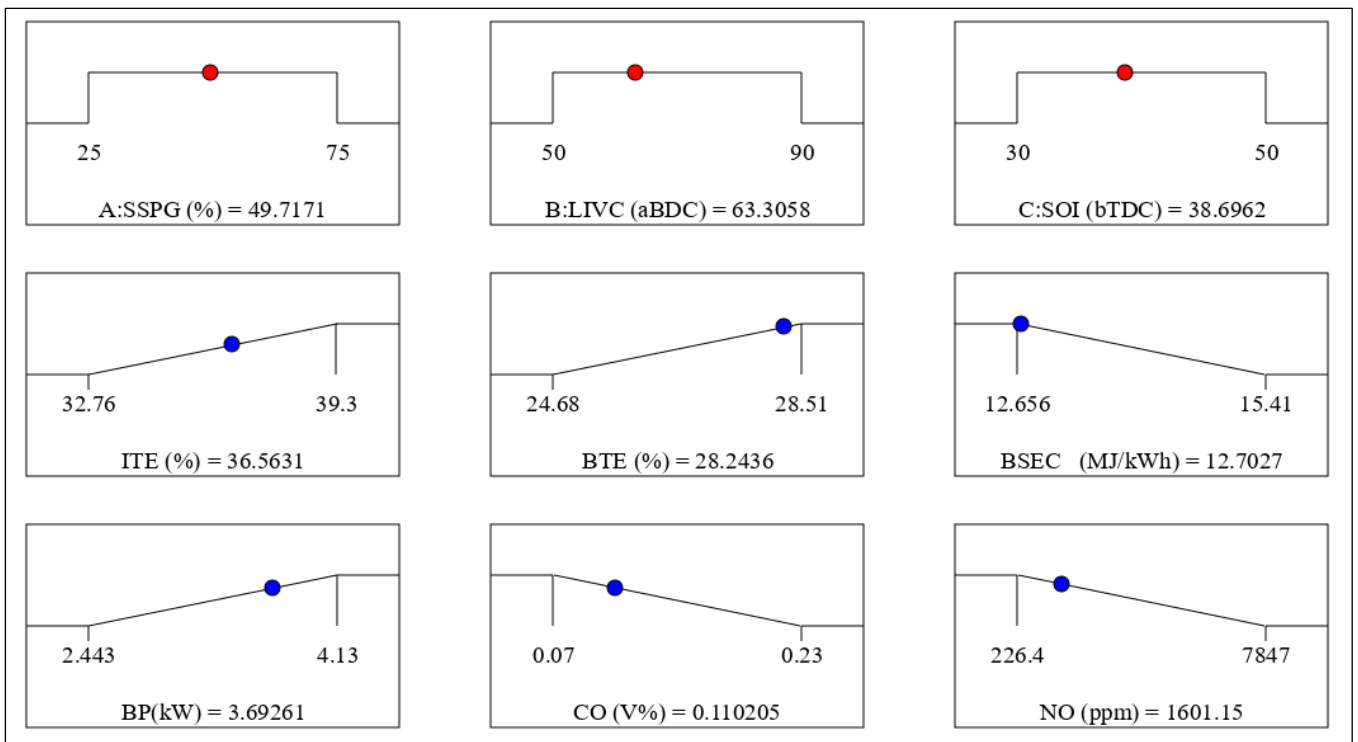 25 75
A:SSPG (%) = 49.7171
50 90
B:LIVC (aBDC) = 63.3058
30 50
C:SOI (bTDC) = 38.6962
32.76 39.3
ITE (%) = 36.5631
24.68 28.51
BTE (%) = 28.2436
12.656 15.41
BSEC (MJ/kWh) = 12.7027
2.443 4.13
BP(kW) = 3.69261
0.07 0.23
CO (V%) = 0.110205
226.4 7847
NO (ppm) = 1601.15